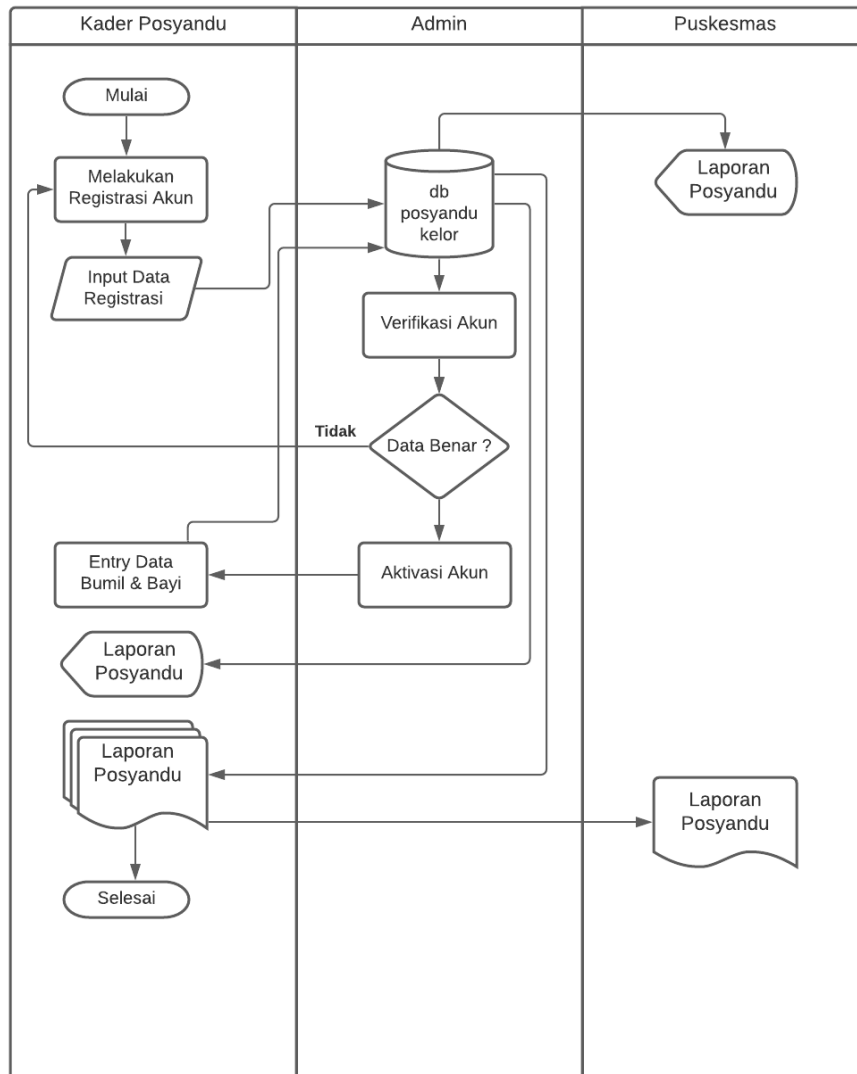 Kader Posyandu
Admin
Puskesmas
Mulai
Melakukan
Registrasi Akun
Input Data
Registrasi
db
posyandu
kelor
Laporan
Posyandu
Verifikasi Akun
Tidak
Data Benar ?
Entry Data
Bumil & Bayi
Aktivasi Akun
Laporan
Posyandu
Laporan
Posyandu
Laporan
Posyandu
Selesai